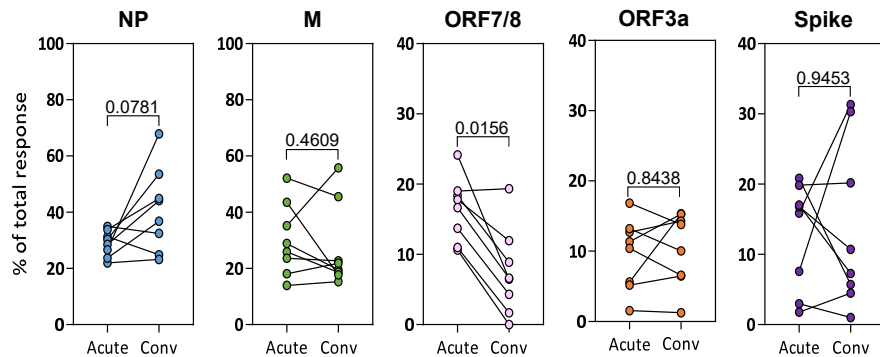 NP
M
ORF7/8
ORF3a
Spike
% of total response
100
80
60
40
20
0
0.0781
Acute
Conv
100
80
60
40
20
0
0.4609
Acute
Conv
40
30
20
10
0
0.0156
Acute
Conv
40
30
20
10
0
0.8438
Acute
Conv
40
30
20
10
0
0.9453
Acute
Conv